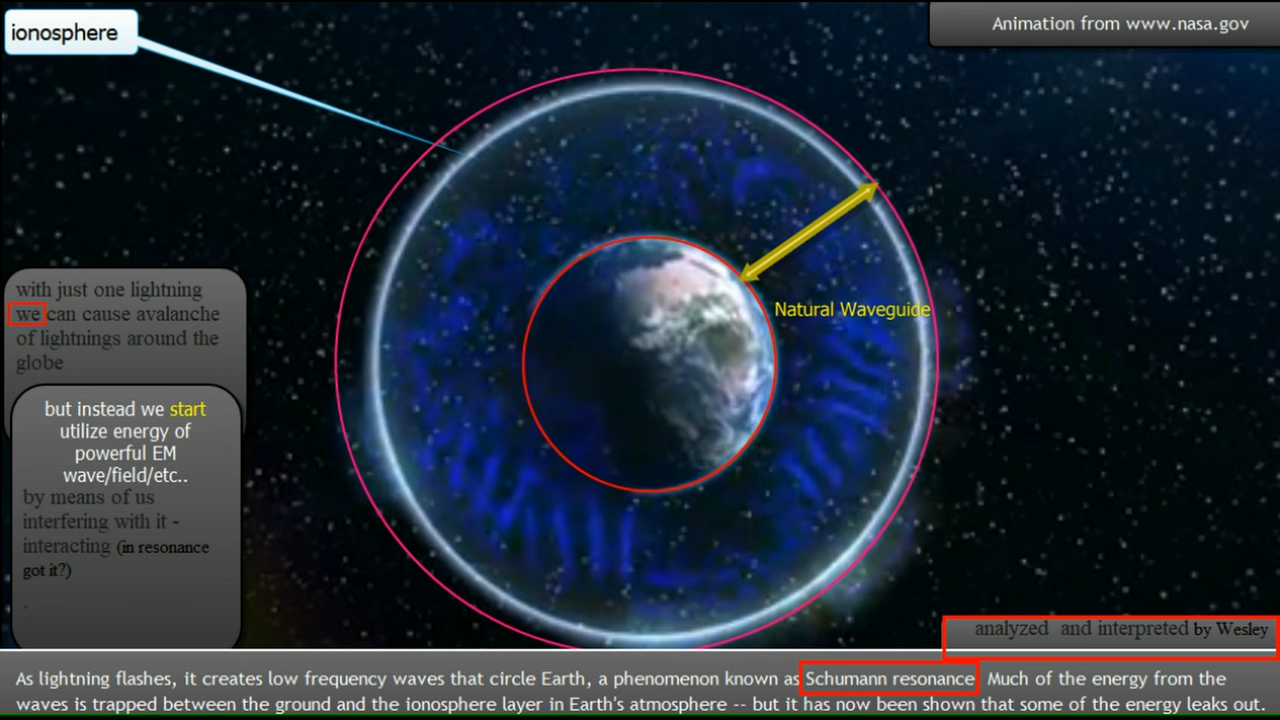 ionosphere
Animation from www.nasa.gov
Natural Waveguide
with just one lightning
we can cause avalanche
of lightnings around the
globe
but instead we start
utilize energy of
powerful EM
wave/field/etc..
by means of us
interfering with it -
interacting (in resonance
got it?)
.
analyzed and interpreted by Wesley
As lightning flashes, it creates low frequency waves that circle Earth, a phenomenon known as Schumann resonance Much of the energy from the
waves is trapped between the ground and the ionosphere layer in Earth's atmosphere -- but it has now been shown that some of the energy leaks out.